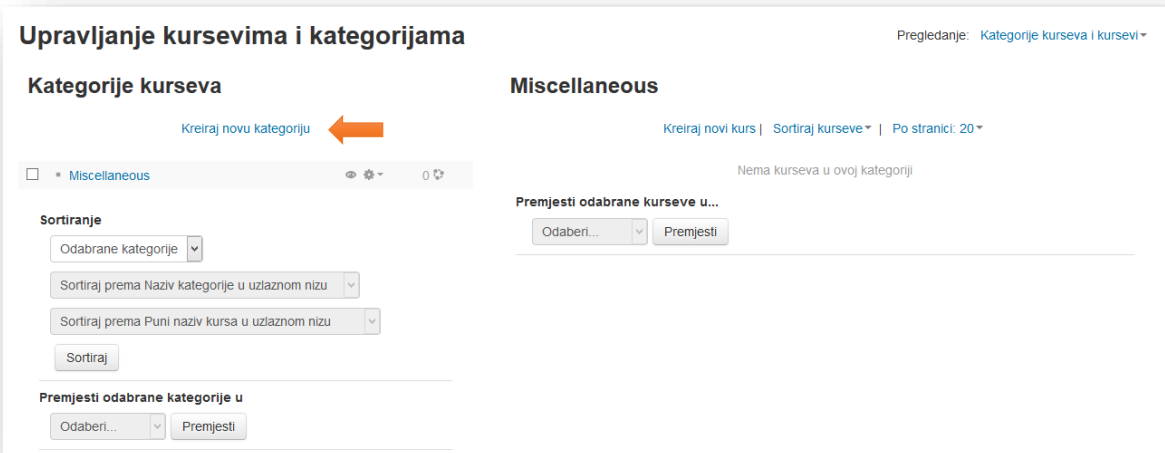 Upravljanje kursevima i kategorijama
Pregledanje: Kategorije kurseva i kursevi
Kategorije kurseva
Kreiraj novu kategoriju
Miscellaneous
0
Sortiranje
Odabrane kategorije
Sortiraj prema Naziv kategorije u uzlaznom nizu
Sortiraj prema Puni naziv kursa u uzlaznom nizu
Sortiraj
Premjesti odabrane kategorije u
Odaberi... Premjesti
Miscellaneous
Kreiraj novi kurs | Sortiraj kurseve | Po stranici: 20
Nema kurseva u ovoj kategoriji
Premjesti odabrane kurseve u...
Odaberi... Premjesti